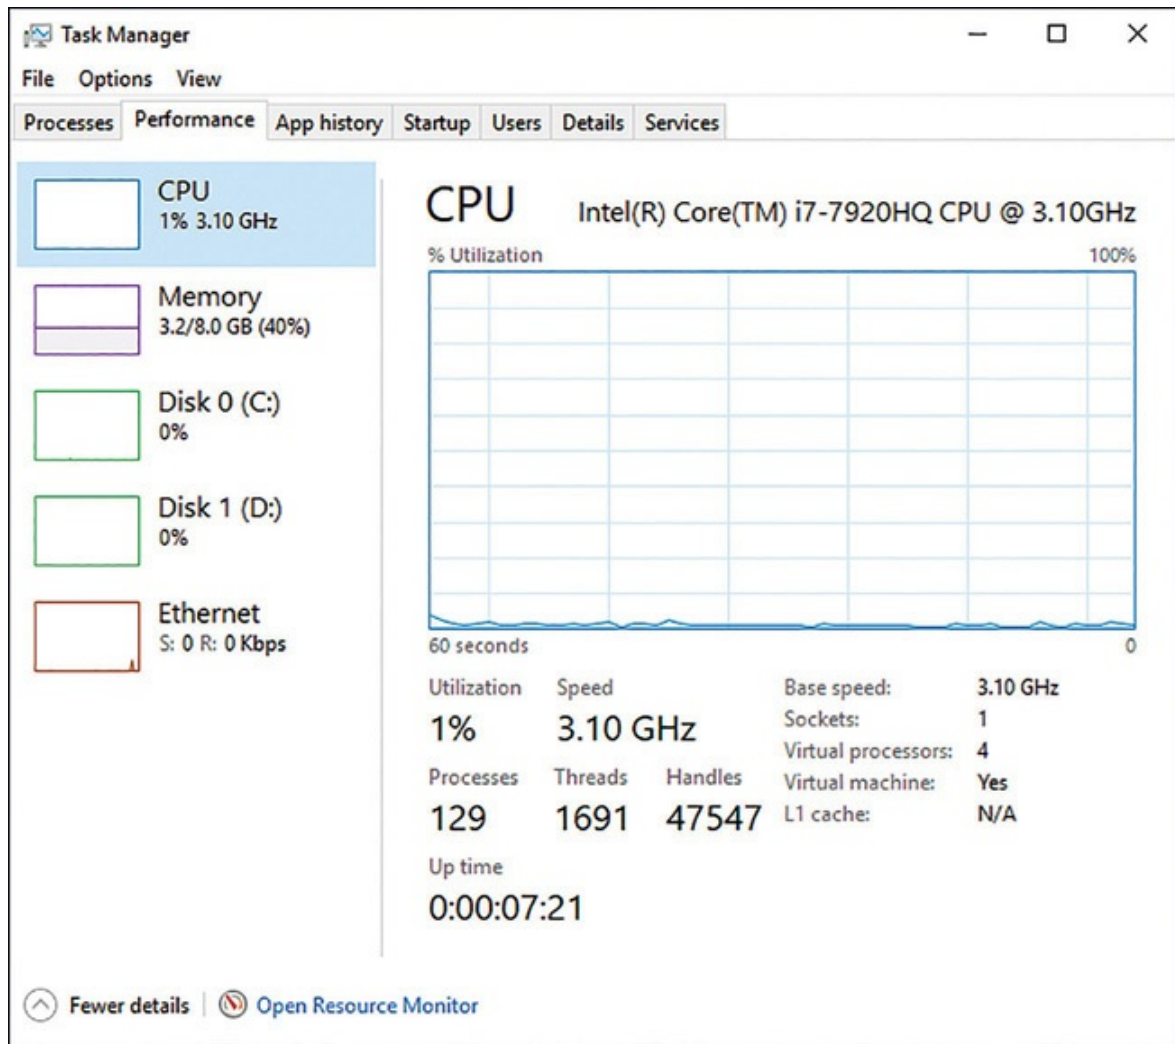 Task Manager
File Options View
Processes Performance App history Startup Users Details Services
CPU
1% 3.10 GHz
Memory
3.2/8.0 GB (40%)
Disk 0 (C:)
0%
Disk 1 (D:)
0%
Ethernet
S: 0 R: 0 Kbps
CPU Intel(R) Core(TM) i7-7920HQ CPU @ 3.10GHz
% Utilization 100%
60 seconds 0
Utilization Speed
1% 3.10 GHz
Processes Threads Handles
129 1691 47547
Up time
0:00:07:21
Base speed: 3.10 GHz
Sockets: 1
Virtual processors: 4
Virtual machine: Yes
L1 cache: N/A
Fewer details Open Resource Monitor